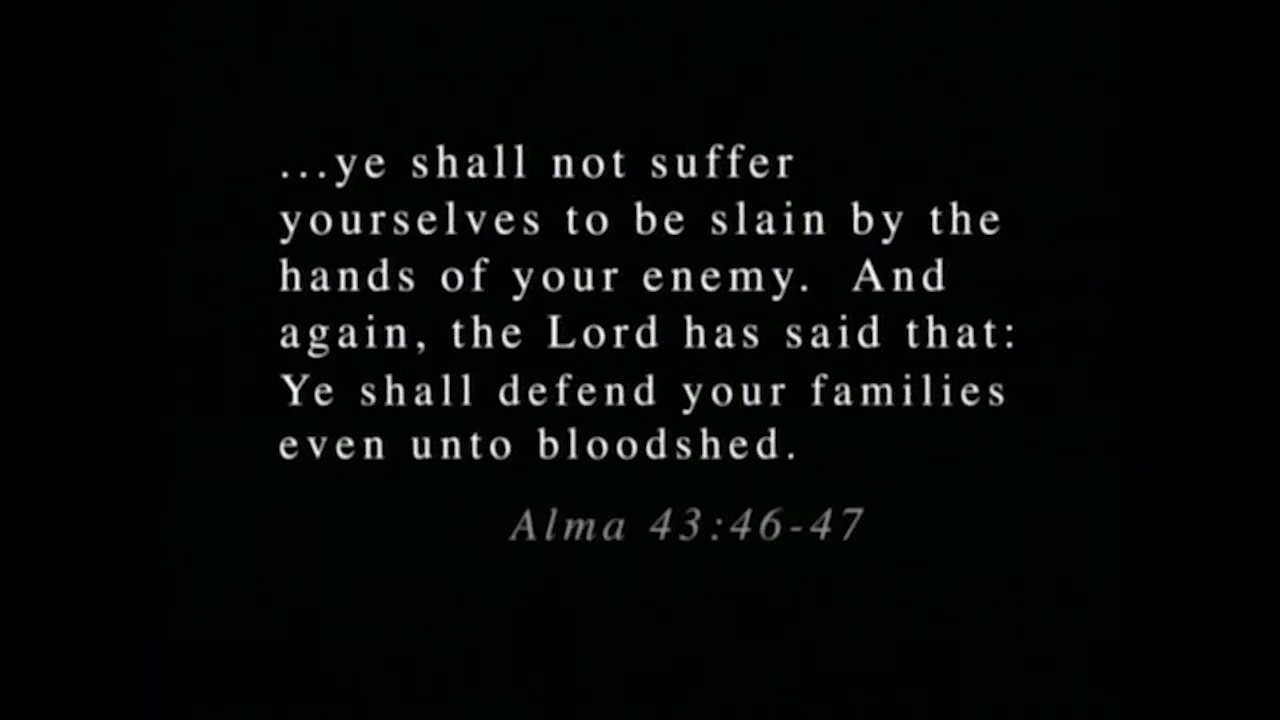 ...ye shall not suffer
yourselves to be slain by the
hands of your enemy.  And
again, the Lord has said that:
Ye shall defend your families
even unto bloodshed.
Alma 43:46-47